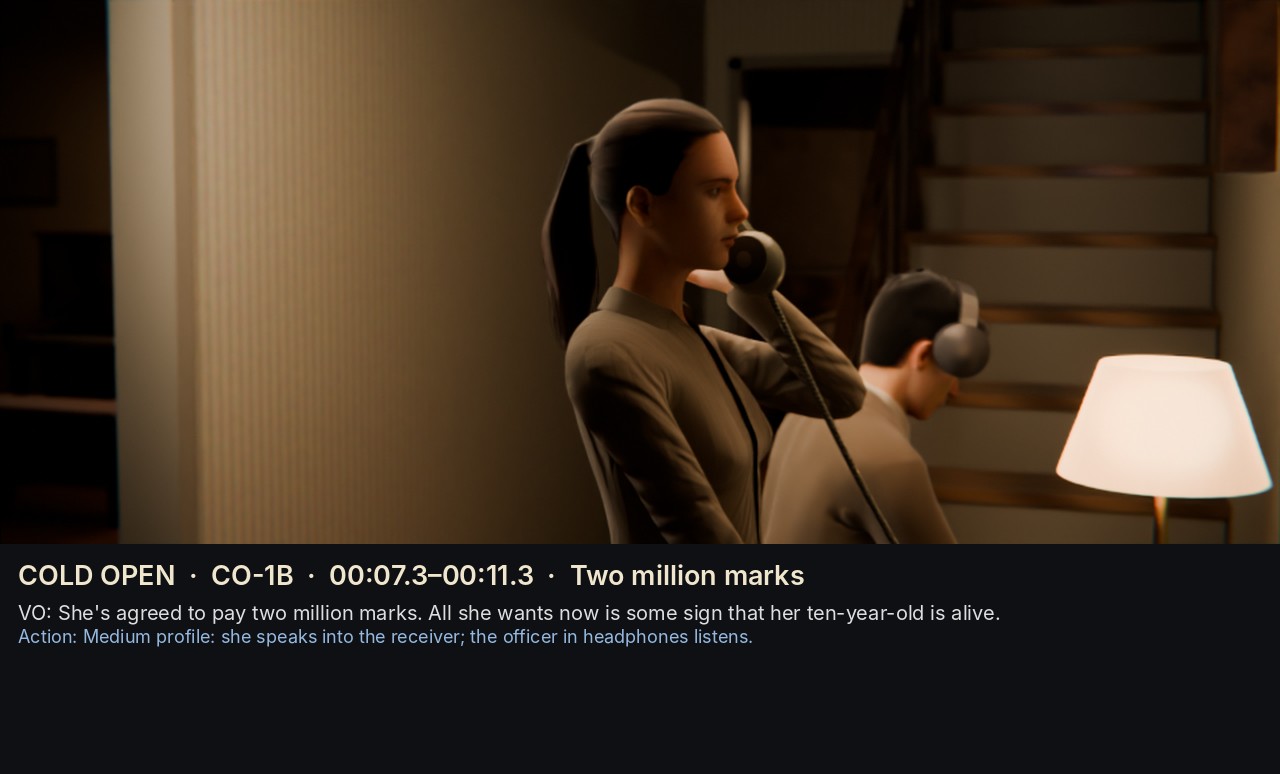 COLD OPEN · CO-1B · 00:07.3–00:11.3 · Two million marks
VO: She's agreed to pay two million marks. All she wants now is some sign that her ten-year-old is alive.
Action: Medium profile: she speaks into the receiver; the officer in headphones listens.